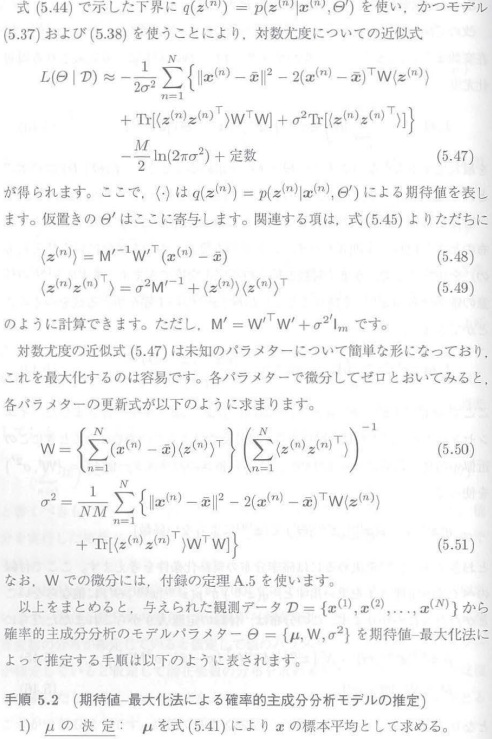 式 (5.44) で示した下界に q(z^(n)) = p(z^(n)|x^(n), Θ′) を使い，かつモデル
(5.37) および (5.38) を使うことにより，対数尤度についての近似式
L(Θ | D) ≈ −1/(2σ²) Σ_{n=1}^{N} {‖x^(n) − x̄‖² − 2(x^(n) − x̄)^⊤W⟨z^(n)⟩
+ Tr[⟨z^(n)z^(n)⊤⟩W^⊤W] + σ²Tr[⟨z^(n)z^(n)⊤⟩]}
− M/2 ln(2πσ²) + 定数 (5.47)
が得られます。ここで，⟨·⟩ は q(z^(n)) = p(z^(n)|x^(n), Θ′) による期待値を表し
ます。仮置きの Θ′ はここに寄与します。関連する項は，式 (5.45) よりただちに
⟨z^(n)⟩ = M′^−1W′^⊤(x^(n) − x̄) (5.48)
⟨z^(n)z^(n)⊤⟩ = σ²M′^−1 + ⟨z^(n)⟩⟨z^(n)⟩^⊤ (5.49)
のように計算できます。ただし，M′ = W′^⊤W′ + σ²′I_m です。
対数尤度の近似式 (5.47) は未知のパラメターについて簡単な形になっており，
これを最大化するのは容易です。各パラメターで微分してゼロとおいてみると，
各パラメターの更新式が以下のように求まります。
W = {Σ_{n=1}^{N} (x^(n) − x̄)⟨z^(n)⟩^⊤} (Σ_{n=1}^{N} ⟨z^(n)z^(n)⊤⟩)^−1 (5.50)
σ² = 1/(NM) Σ_{n=1}^{N} {‖x^(n) − x̄‖² − 2(x^(n) − x̄)^⊤W⟨z^(n)⟩
+ Tr[⟨z^(n)z^(n)⊤⟩W^⊤W]} (5.51)
なお，W での微分には，付録の定理 A.5 を使います。
以上をまとめると，与えられた観測データ D = {x^(1), x^(2), . . . , x^(N)} から
確率的主成分分析のモデルパラメター Θ = {μ, W, σ²} を期待値–最大化法に
よって推定する手順は以下のように表されます。
手順 5.2 （期待値–最大化法による確率的主成分分析モデルの推定）
1) μ の 決 定： μ を式 (5.41) により x の標本平均として求める。